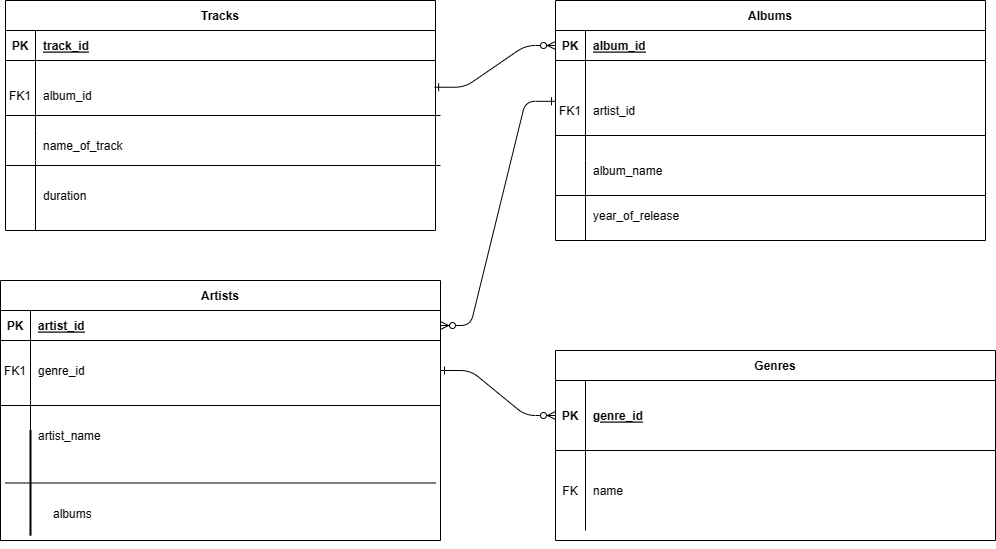 Tracks
PK track_id
FK1 album_id
name_of_track
duration
Albums
PK album_id
FK1 artist_id
album_name
year_of_release
Artists
PK artist_id
FK1 genre_id
artist_name
albums
Genres
PK genre_id
FK name